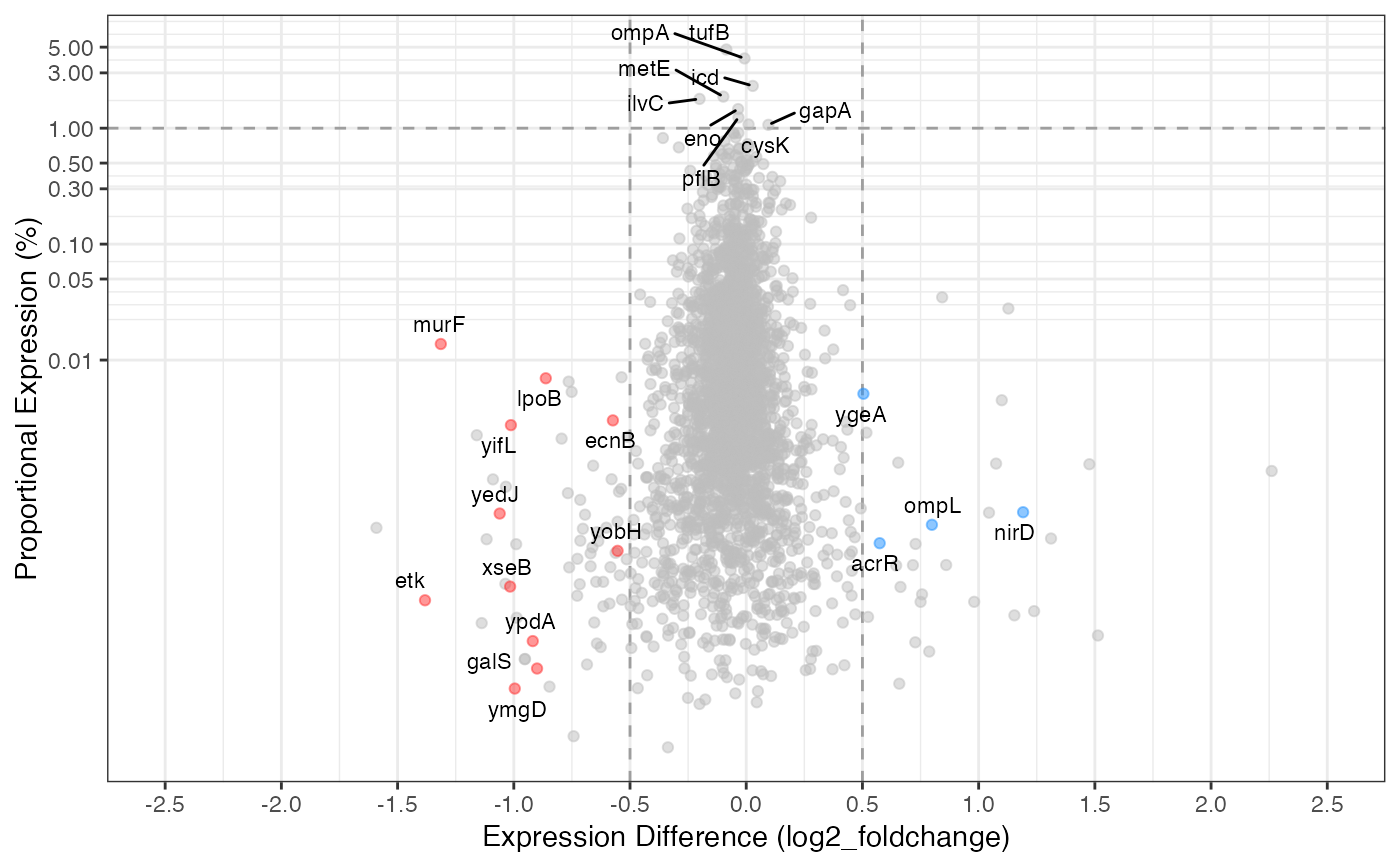 ompA tufB
5.00
metE
3.00
icd
ilvC
gapA
1.00
eno
cysK
0.50
pflB
0.30
0.10
0.05
murF
0.01
lpoB
ygeA
yifL
ecnB
yedJ
ompL
yobH
nirD
acrR
xseB
etk
ypdA
galS
ymgD
-2.5 -2.0 -1.5 -1.0 -0.5 0.0 0.5 1.0 1.5 2.0 2.5
Expression Difference (log2_foldchange)
Proportional Expression (%)